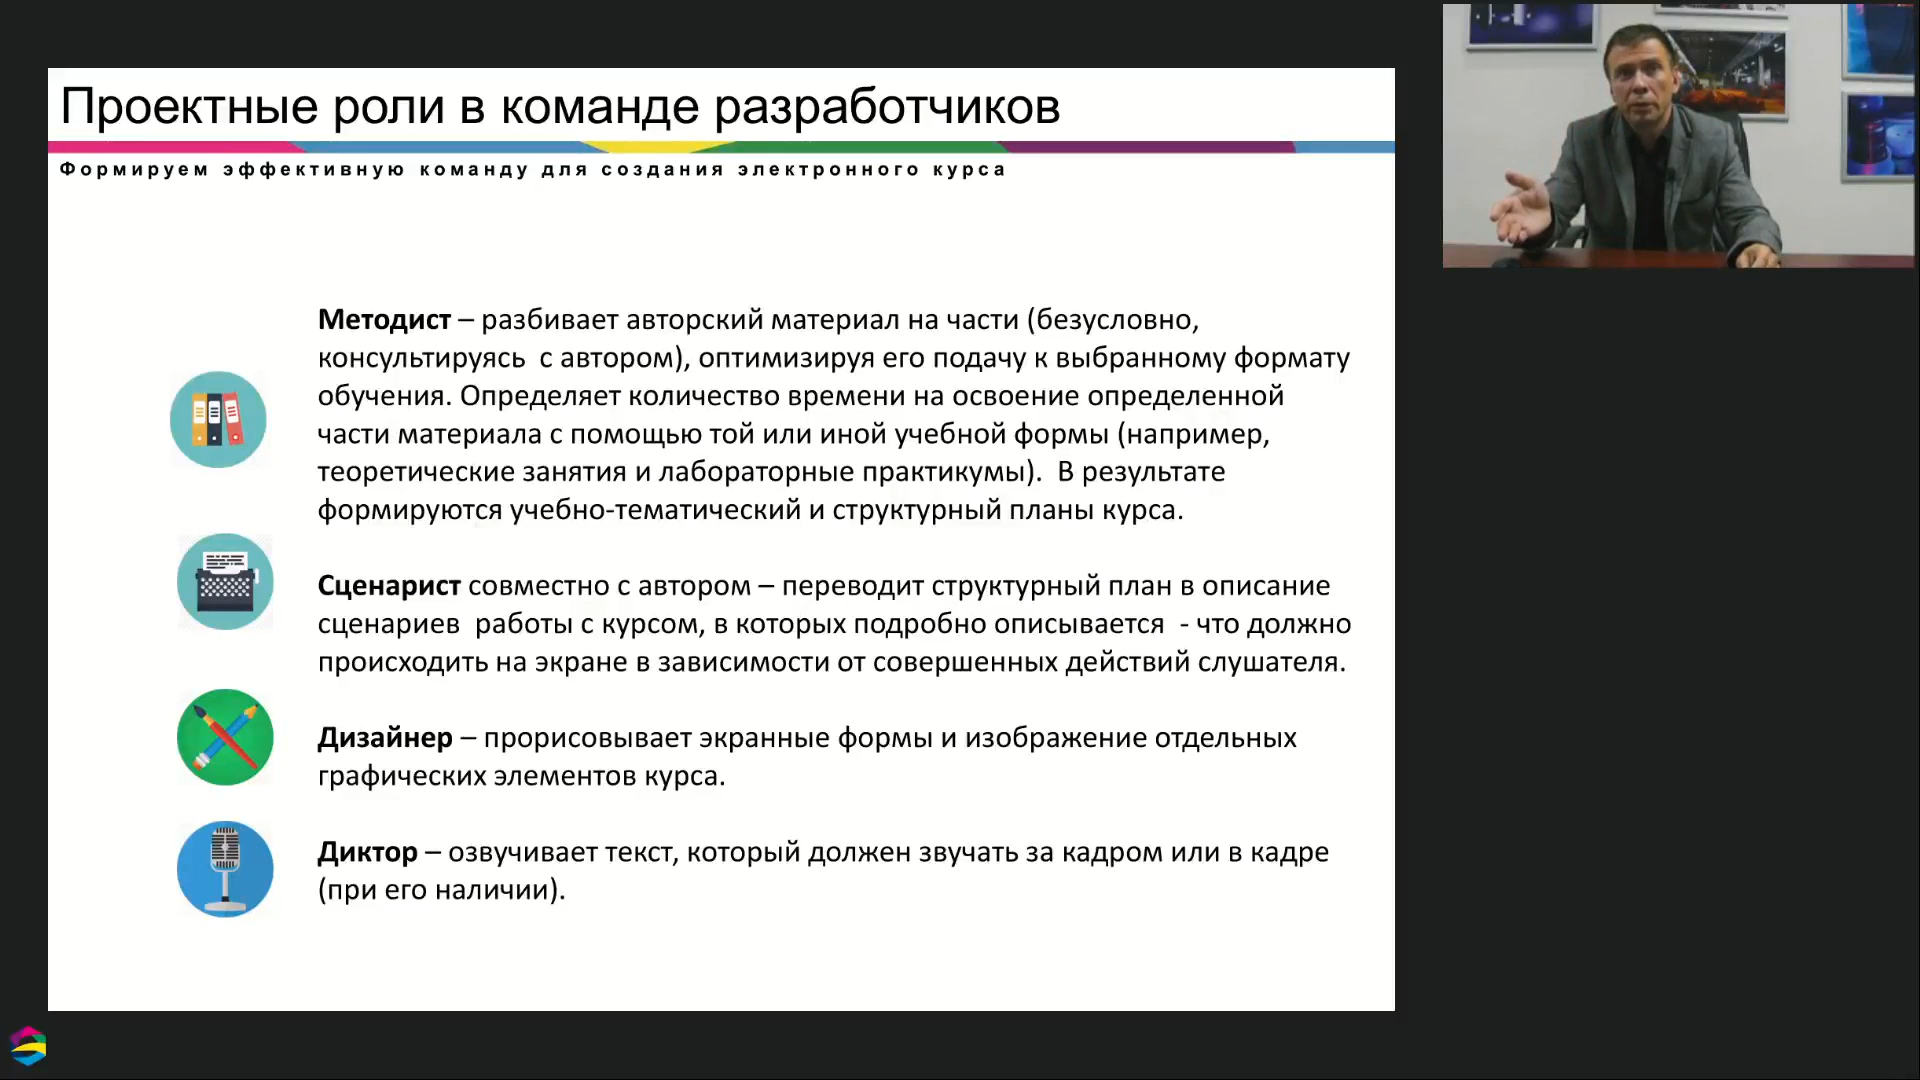 Проектные роли в команде разработчиков
Формируем эффективную команду для создания электронного курса
Методист – разбивает авторский материал на части (безусловно,
консультируясь  с автором), оптимизируя его подачу к выбранному формату
обучения. Определяет количество времени на освоение определенной
части материала с помощью той или иной учебной формы (например,
теоретические занятия и лабораторные практикумы).  В результате
формируются учебно-тематический и структурный планы курса.
Сценарист совместно с автором – переводит структурный план в описание
сценариев  работы с курсом, в которых подробно описывается  - что должно
происходить на экране в зависимости от совершенных действий слушателя.
Дизайнер – прорисовывает экранные формы и изображение отдельных
графических элементов курса.
Диктор – озвучивает текст, который должен звучать за кадром или в кадре
(при его наличии).